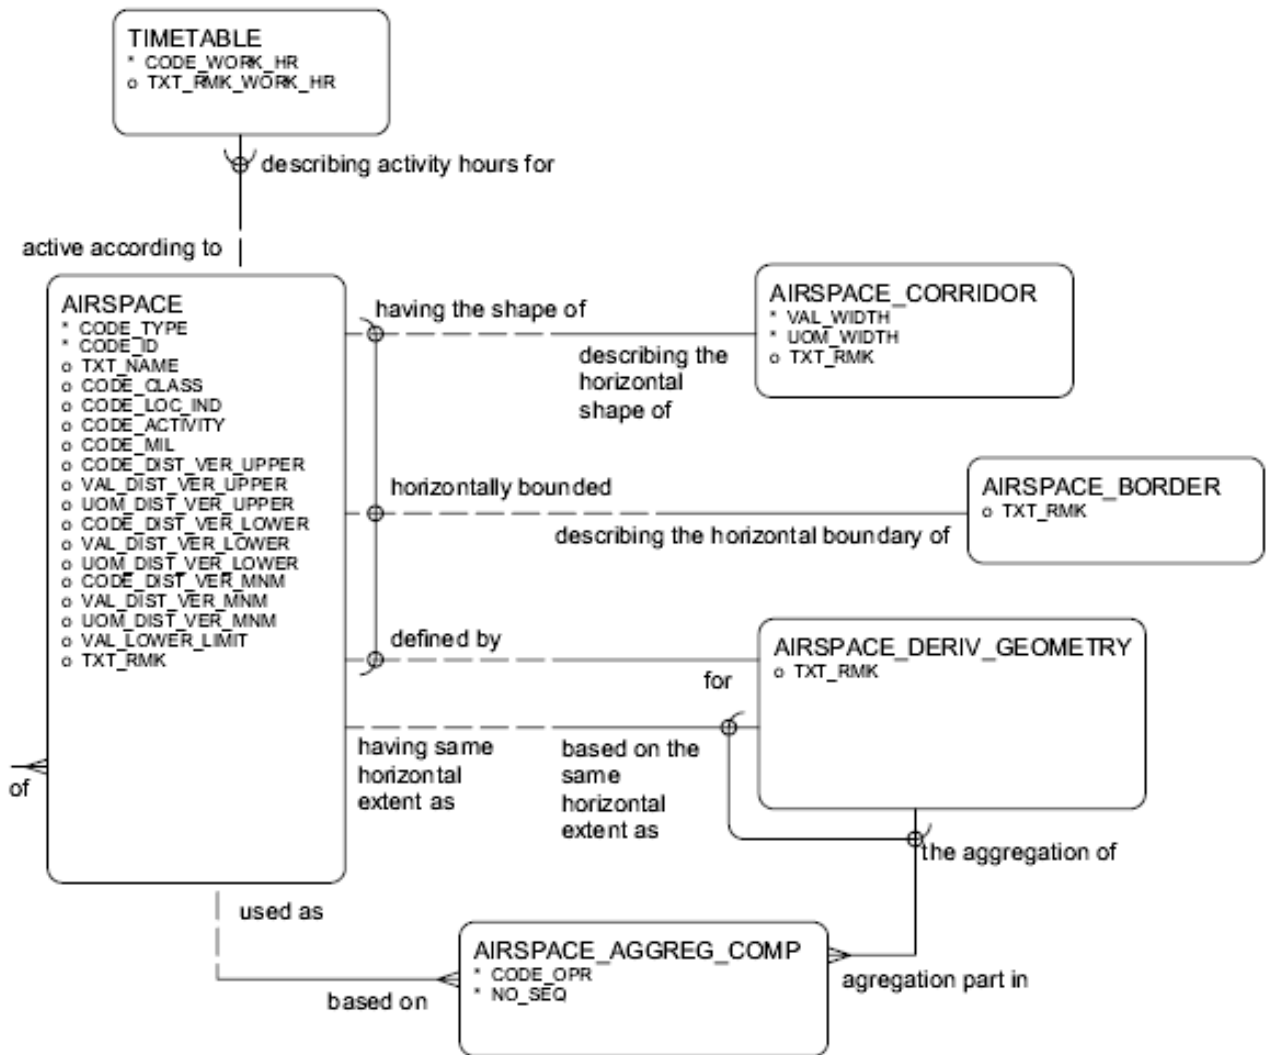 TIMETABLE
* CODE_WORK_HR
o TXT_RMK_WORK_HR
describing activity hours for
active according to
AIRSPACE
* CODE_TYPE
* CODE_ID
o TXT_NAME
o CODE_CLASS
o CODE_LOC_IND
o CODE_ACTIVITY
o CODE_MIL
o CODE_DIST_VER_UPPER
o VAL_DIST_VER_UPPER
o UOM_DIST_VER_UPPER
o CODE_DIST_VER_LOWER
o VAL_DIST_VER_LOWER
o UOM_DIST_VER_LOWER
o CODE_DIST_VER_MNM
o VAL_DIST_VER_MNM
o UOM_DIST_VER_MNM
o VAL_LOWER_LIMIT
o TXT_RMK
of
having the shape of
describing the
horizontal
shape of
AIRSPACE_CORRIDOR
* VAL_WIDTH
* UOM_WIDTH
o TXT_RMK
horizontally bounded
describing the horizontal boundary of
AIRSPACE_BORDER
o TXT_RMK
defined by
for
AIRSPACE_DERIV_GEOMETRY
o TXT_RMK
having same
horizontal
extent as
based on the
same
horizontal
extent as
the aggregation of
used as
based on
AIRSPACE_AGGREG_COMP
* CODE_OPR
* NO_SEQ
agregation part in